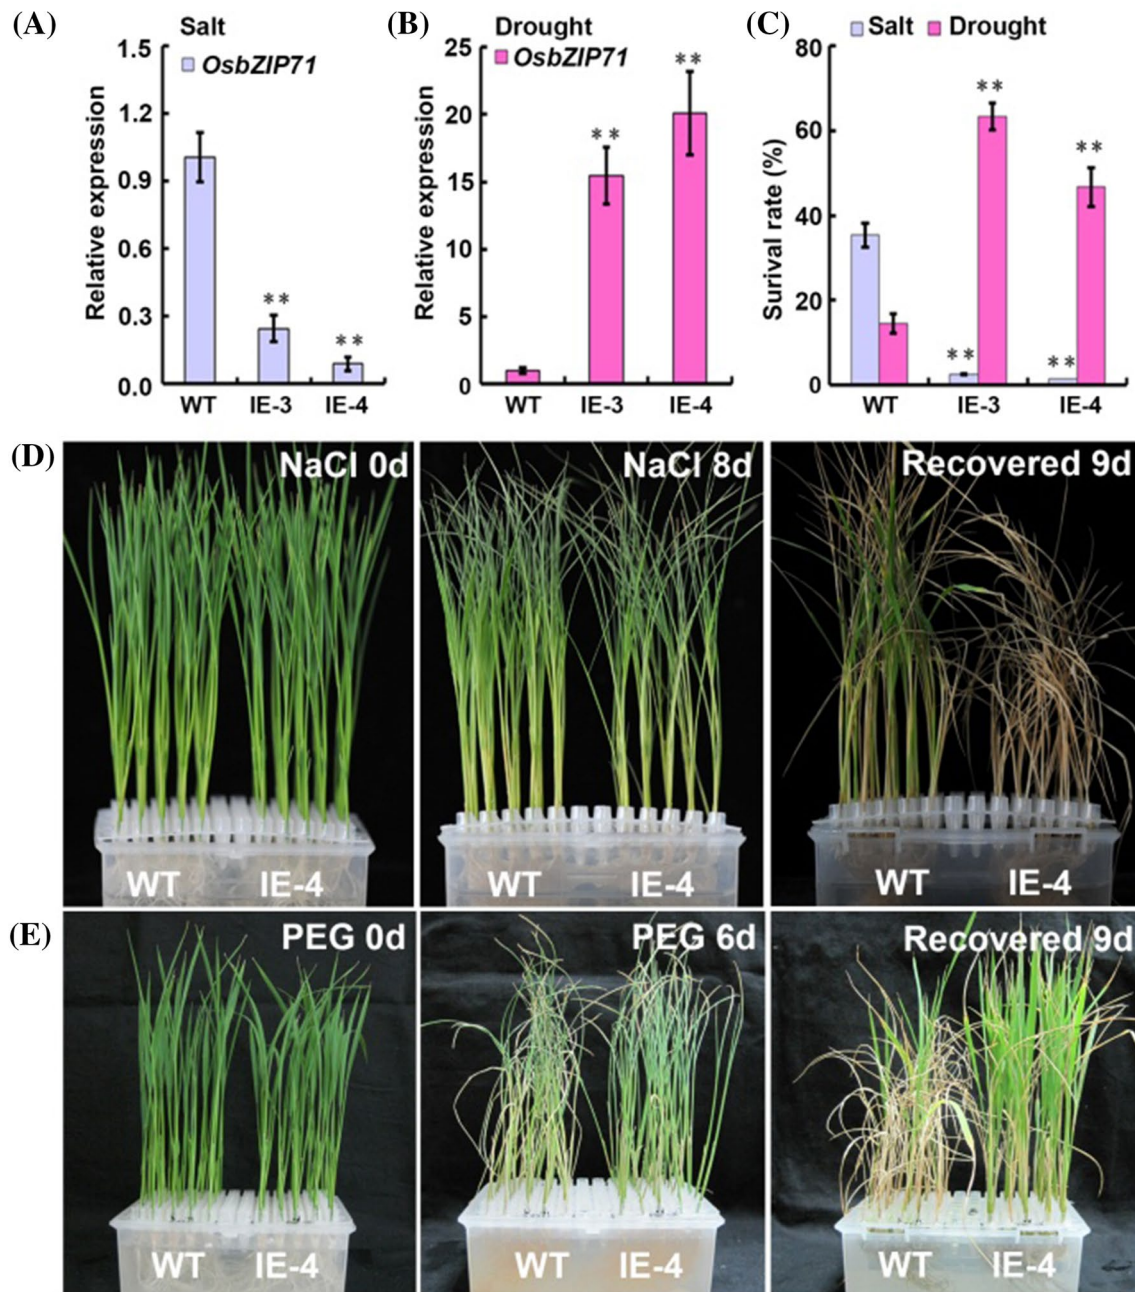 (A)
Salt
OsbZIP71
Relative expression
1.5
1.2
0.9
0.6
0.3
0.0
**
**
WT IE-3 IE-4
(B)
Drought
OsbZIP71
Relative expression
25
20
15
10
5
0
**
**
WT IE-3 IE-4
(C)
Salt Drought
Surival rate (%)
80
60
40
20
0
**
**
**
**
WT IE-3 IE-4
(D)
NaCl 0d
WT IE-4
NaCl 8d
WT IE-4
Recovered 9d
WT IE-4
(E)
PEG 0d
WT IE-4
PEG 6d
WT IE-4
Recovered 9d
WT IE-4